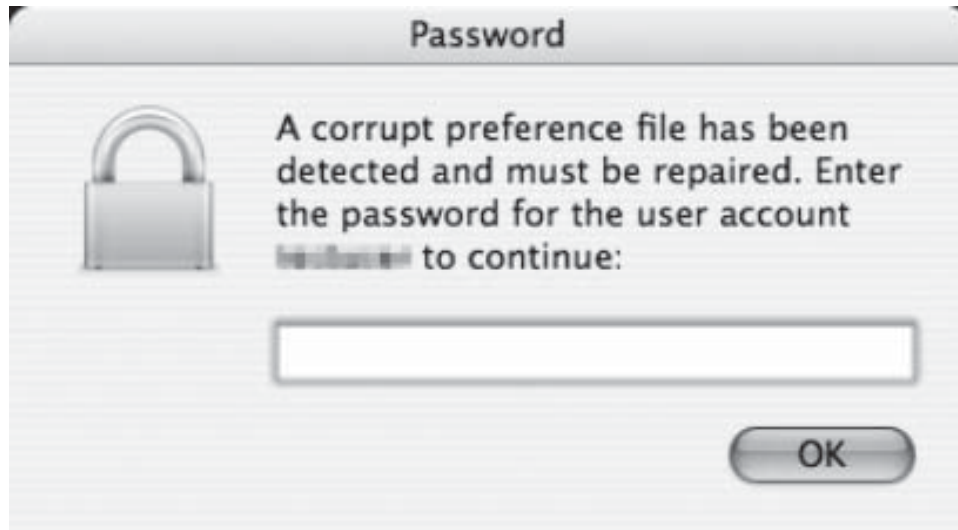 Password
A corrupt preference file has been
detected and must be repaired. Enter
the password for the user account
to continue:
OK